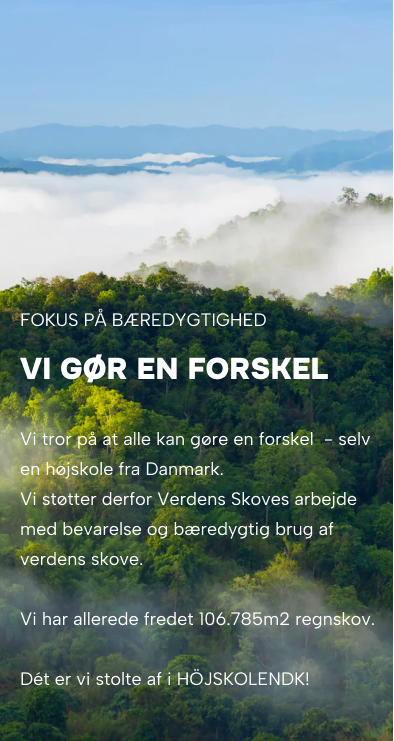 FOKUS PÅ BÆREDYGTIGHED
VI GØR EN FORSKEL
Vi tror på at alle kan gøre en forskel – selv
en højskole fra Danmark.
Vi støtter derfor Verdens Skoves arbejde
med bevarelse og bæredygtig brug af
verdens skove.
Vi har allerede fredet 106.785m2 regnskov.
Dét er vi stolte af i HÖJSKOLENDK!